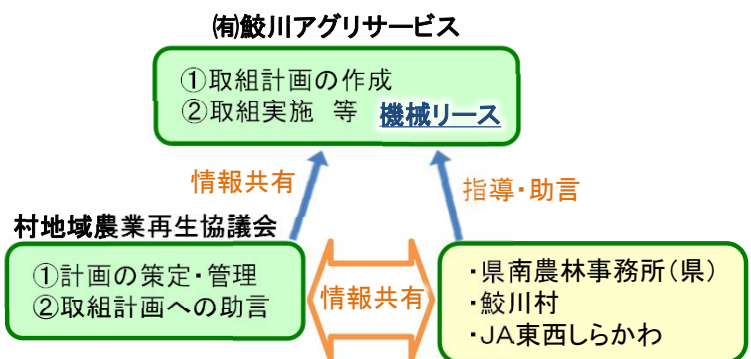 ㈲鮫川アグリサービス
①取組計画の作成
②取組実施 等 機械リース
情報共有
指導・助言
村地域農業再生協議会
①計画の策定・管理
②取組計画への助言
情報共有
・県南農林事務所(県)
・鮫川村
・JA東西しらかわ